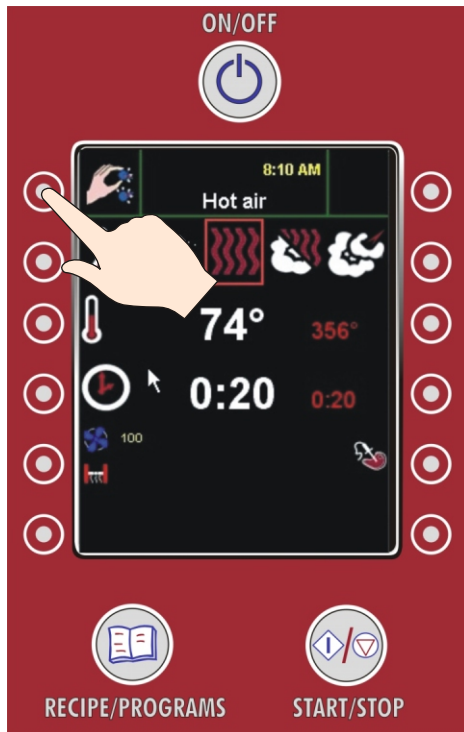 ON/OFF
8:10 AM
Hot air
74° 356°
0:20 0:20
100
RECIPE/PROGRAMS START/STOP